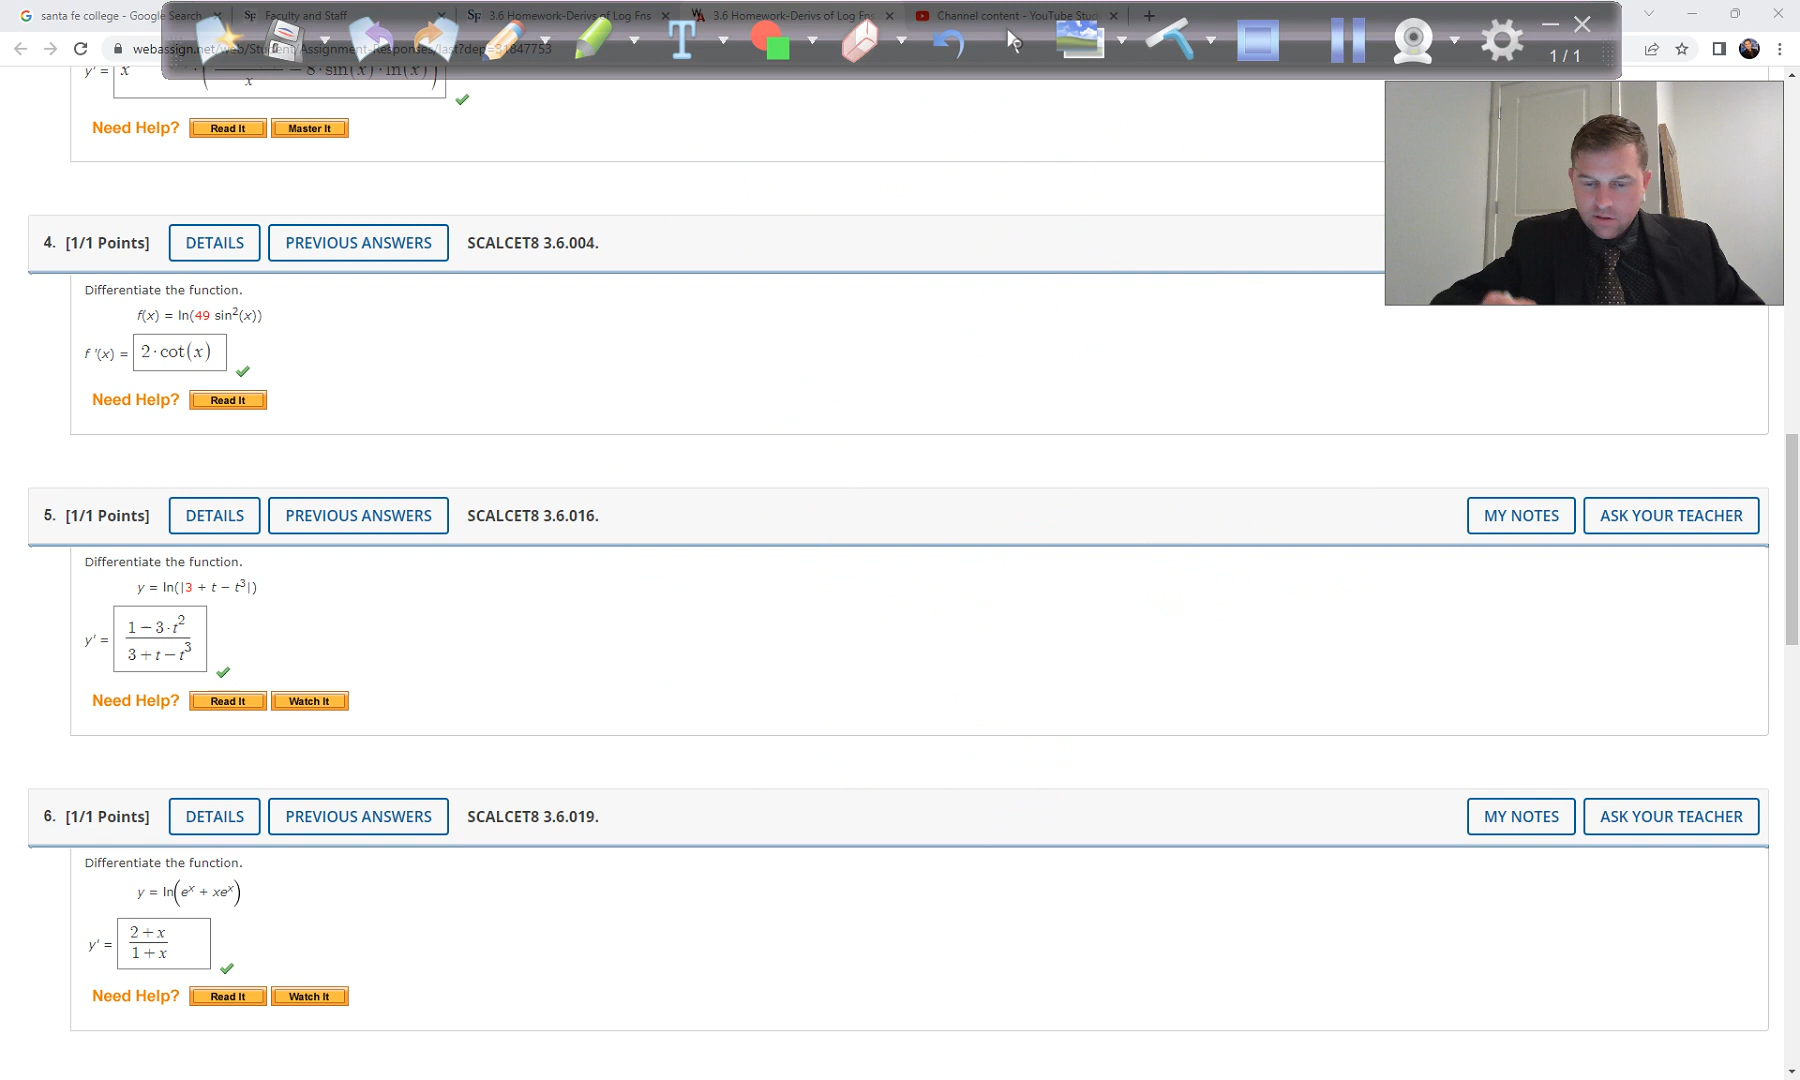 santa fe college - Google Search
Faculty and Staff
3.6 Homework-Derivs of Log Fns
3.6 Homework-Derivs of Log Fns
Channel content - YouTube Stud
webassign.net/web/Student/Assignment-Responses/last?dep=31847753
1 / 1
y' = x ( / x − 8·sin(x)·ln(x))
Need Help? Read It Master It
4. [1/1 Points] DETAILS PREVIOUS ANSWERS SCALCET8 3.6.004.
Differentiate the function.
f(x) = ln(49 sin²(x))
f '(x) = 2·cot(x)
Need Help? Read It
5. [1/1 Points] DETAILS PREVIOUS ANSWERS SCALCET8 3.6.016. MY NOTES ASK YOUR TEACHER
Differentiate the function.
y = ln(|3 + t − t³|)
y' = (1−3·t²)/(3+t−t³)
Need Help? Read It Watch It
6. [1/1 Points] DETAILS PREVIOUS ANSWERS SCALCET8 3.6.019. MY NOTES ASK YOUR TEACHER
Differentiate the function.
y = ln(eˣ + xeˣ)
y' = (2+x)/(1+x)
Need Help? Read It Watch It